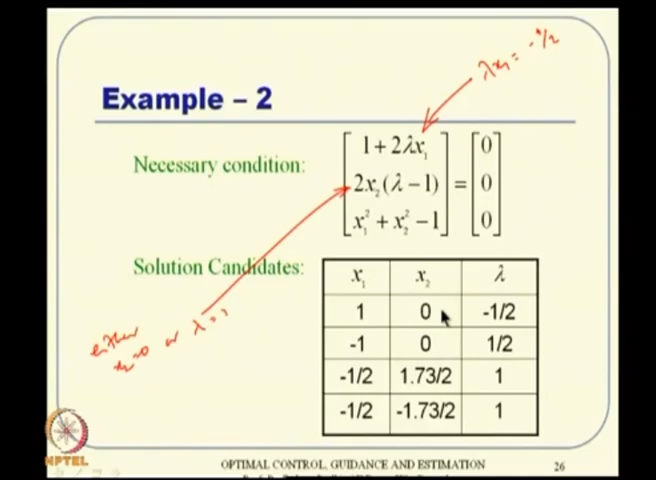 λx₁ = -1/2
Example – 2
Necessary condition:
[1 + 2λx₁] [0]
[2x₂(λ − 1)] = [0]
[x₁² + x₂² − 1] [0]
Solution Candidates:
x₁ x₂ λ
1 0 -1/2
-1 0 1/2
-1/2 1.73/2 1
-1/2 -1.73/2 1
either
x₂=0 or λ=1
NPTEL
OPTIMAL CONTROL, GUIDANCE AND ESTIMATION
26